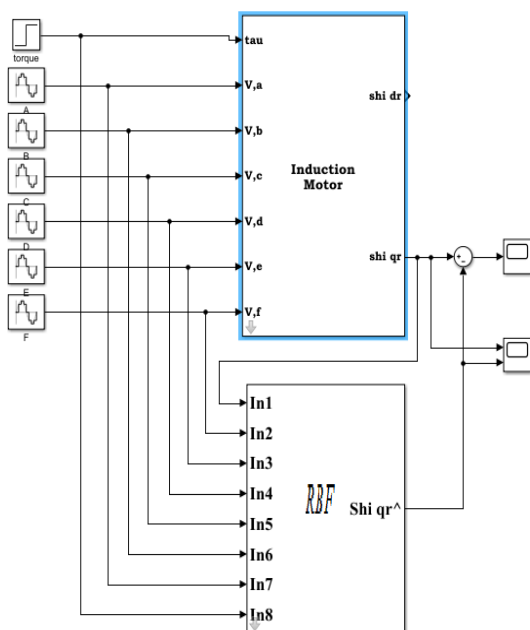 torque
A
B
C
D
E
F
tau
V,a
V,b
V,c
V,d
V,e
V,f
Induction
Motor
shi dr
shi qr
+
-
In1
In2
In3
In4
In5
In6
In7
In8
RBF
Shi qr^